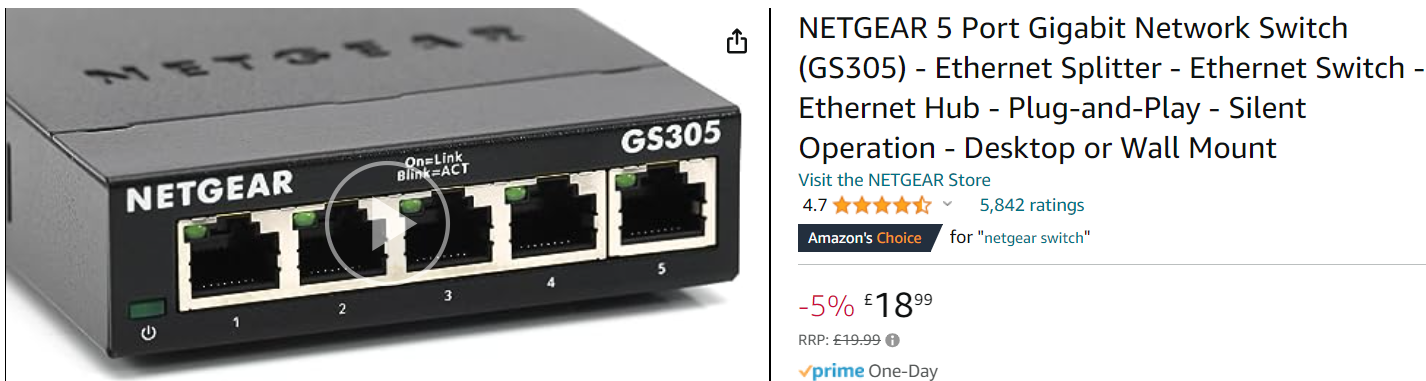 NETGEAR
On=Link
Blink=ACT
GS305
NETGEAR
1
2
3
4
5
NETGEAR 5 Port Gigabit Network Switch
(GS305) - Ethernet Splitter - Ethernet Switch -
Ethernet Hub - Plug-and-Play - Silent
Operation - Desktop or Wall Mount
Visit the NETGEAR Store
4.7 5,842 ratings
Amazon's Choice for "netgear switch"
-5% £1899
RRP: £19.99
prime One-Day